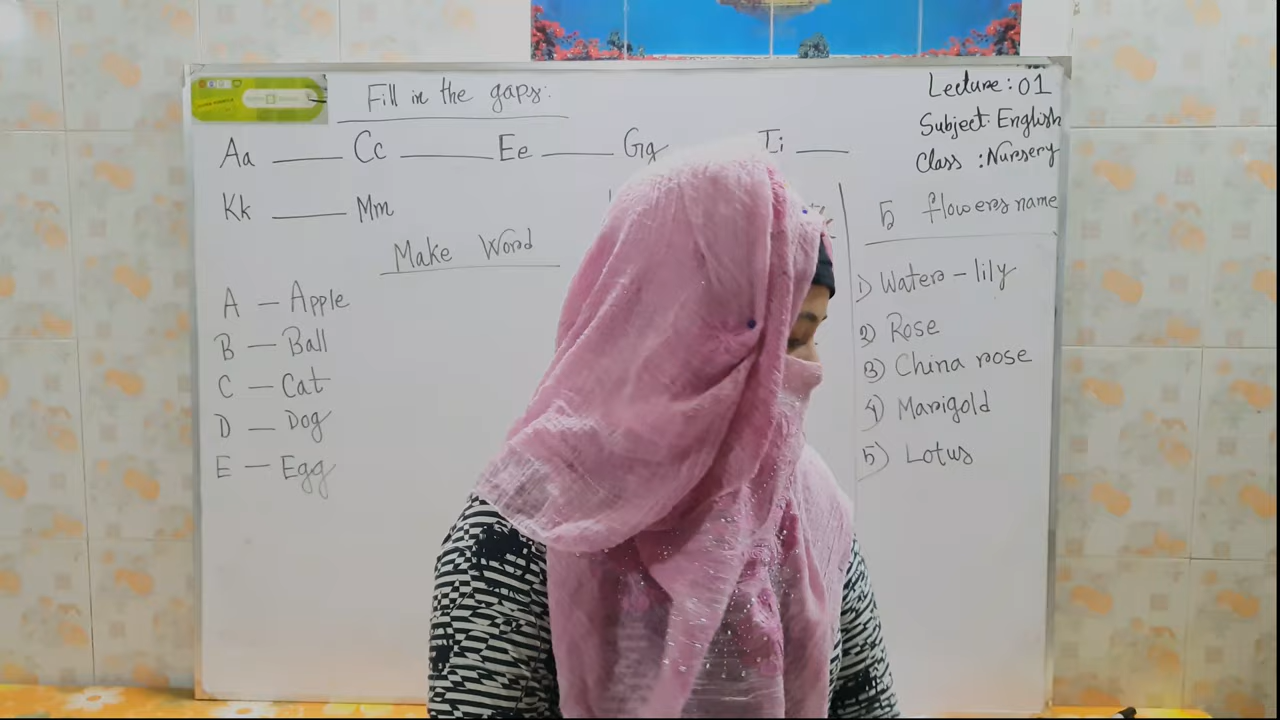 Fill in the gaps:
Aa ____ Cc ____ Ee ____ Gg Ii ____
Kk ____ Mm
Make Word
A — Apple
B — Ball
C — Cat
D — Dog
E — Egg
Lecture : 01
Subject: English
Class : Nursery
5 flowers name
1) Water - lily
2) Rose
3) China rose
4) Marigold
5) Lotus